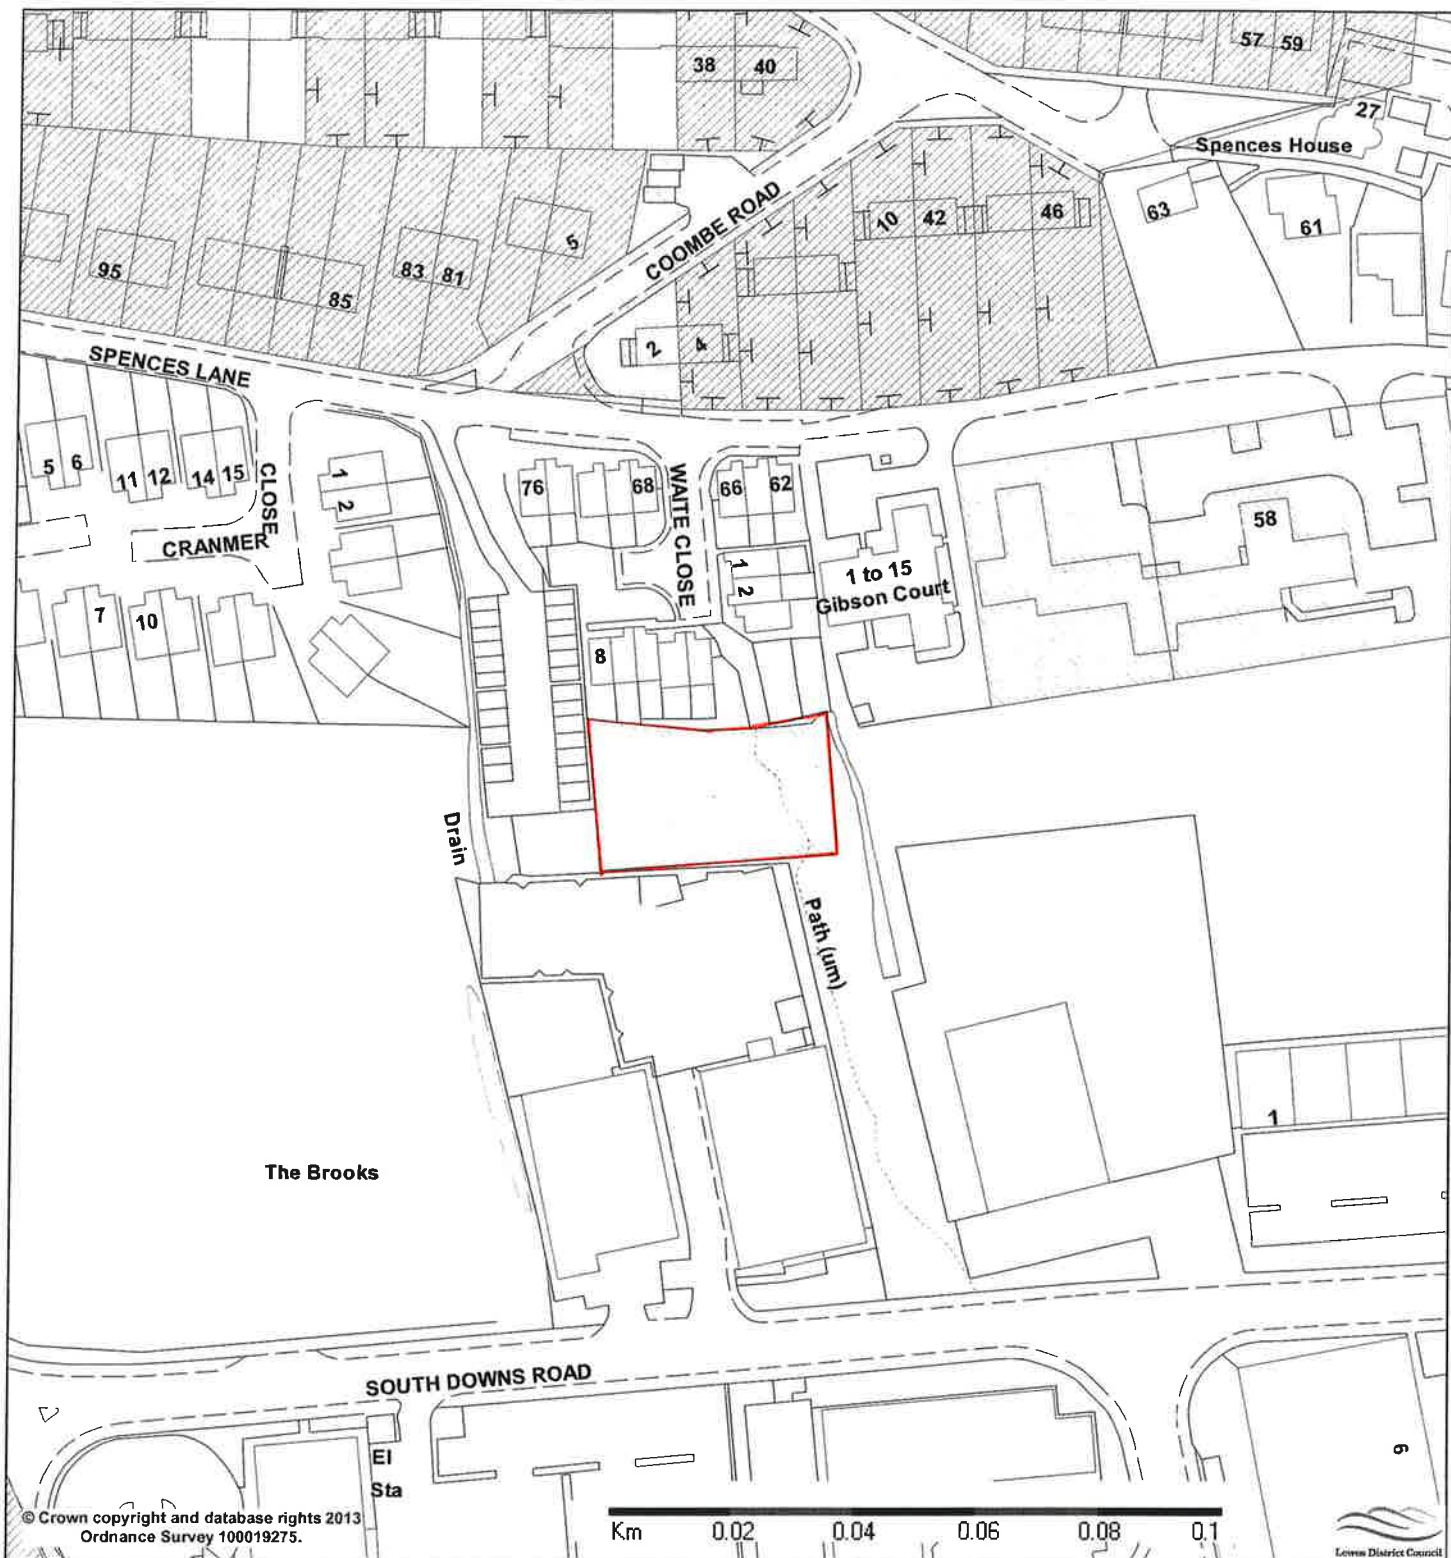 57 59
38 40
27
Spences House
63
61
COOMBE ROAD
10 42 46
5
95
85
83 81
2 4
SPENCES LANE
5 6
11 12
14 15
CLOSE
CRANMER
1
2
7
10
76
68
WAITE CLOSE
66 62
1
2
8
1 to 15
Gibson Court
58
Drain
Path (um)
1
The Brooks
SOUTH DOWNS ROAD
El
Sta
6
© Crown copyright and database rights 2013
Ordnance Survey 100019275.
Km 0.02 0.04 0.06 0.08 0.1
Lewes District Council